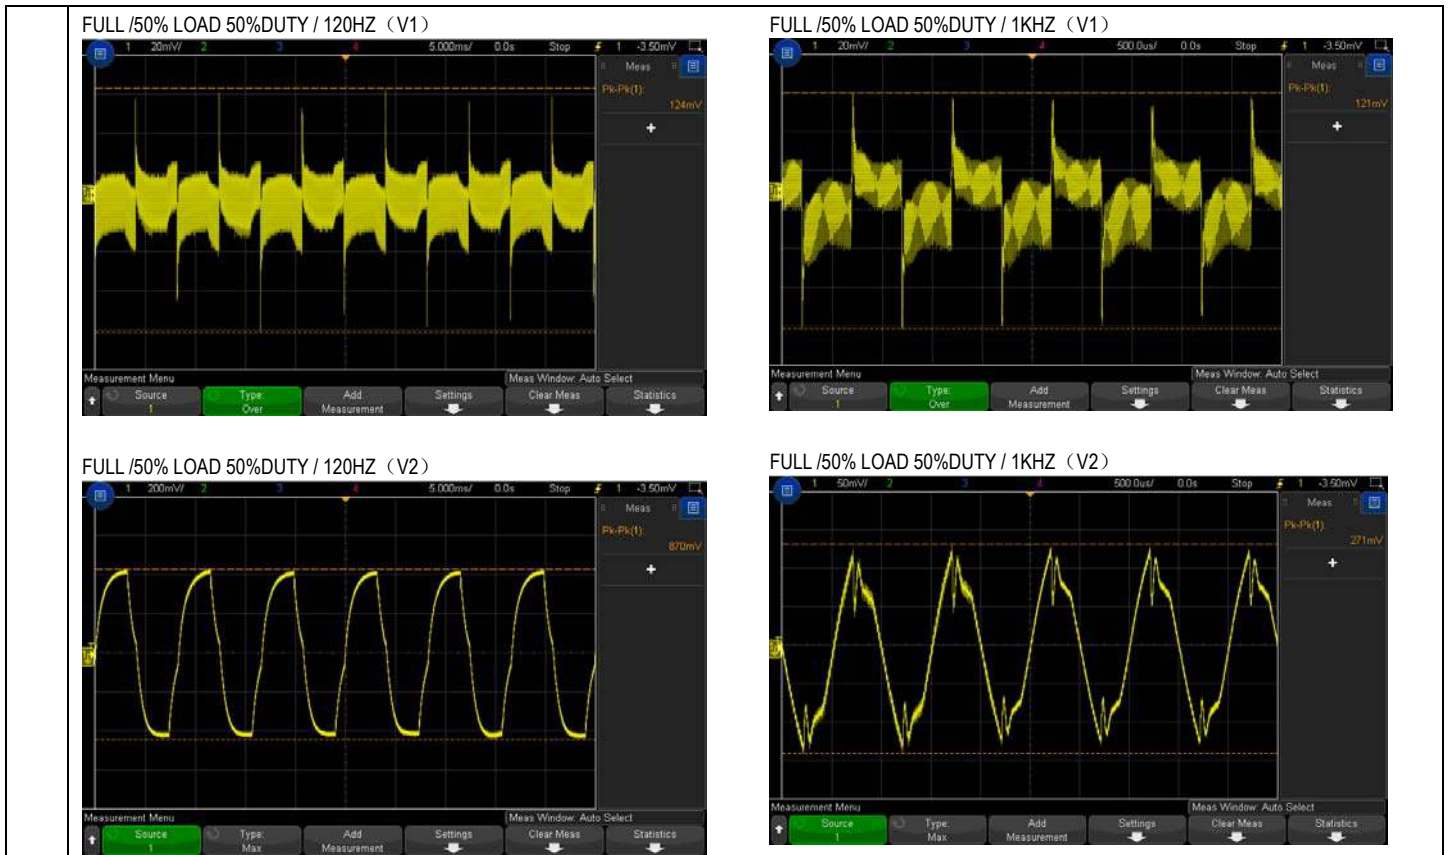 FULL /50% LOAD 50%DUTY / 120HZ（V1）
1 20mV/ 2 3 4 5.000ms/ 0.0s Stop 1 -3.50mV
Meas
Pk-Pk(1):
124mV
Measurement Menu
Meas Window: Auto Select
Source
1
Type:
Over
Add
Measurement
Settings
Clear Meas
Statistics
FULL /50% LOAD 50%DUTY / 1KHZ（V1）
1 20mV/ 2 3 4 500.0us/ 0.0s Stop 1 -3.50mV
Meas
Pk-Pk(1):
121mV
Measurement Menu
Meas Window: Auto Select
Source
1
Type:
Over
Add
Measurement
Settings
Clear Meas
Statistics
FULL /50% LOAD 50%DUTY / 120HZ（V2）
1 200mV/ 2 3 4 5.000ms/ 0.0s Stop 1 -3.50mV
Meas
Pk-Pk(1):
870mV
Measurement Menu
Meas Window: Auto Select
Source
1
Type:
Max
Add
Measurement
Settings
Clear Meas
Statistics
FULL /50% LOAD 50%DUTY / 1KHZ（V2）
1 50mV/ 2 3 4 500.0us/ 0.0s Stop 1 -3.50mV
Meas
Pk-Pk(1):
271mV
Measurement Menu
Meas Window: Auto Select
Source
1
Type:
Max
Add
Measurement
Settings
Clear Meas
Statistics